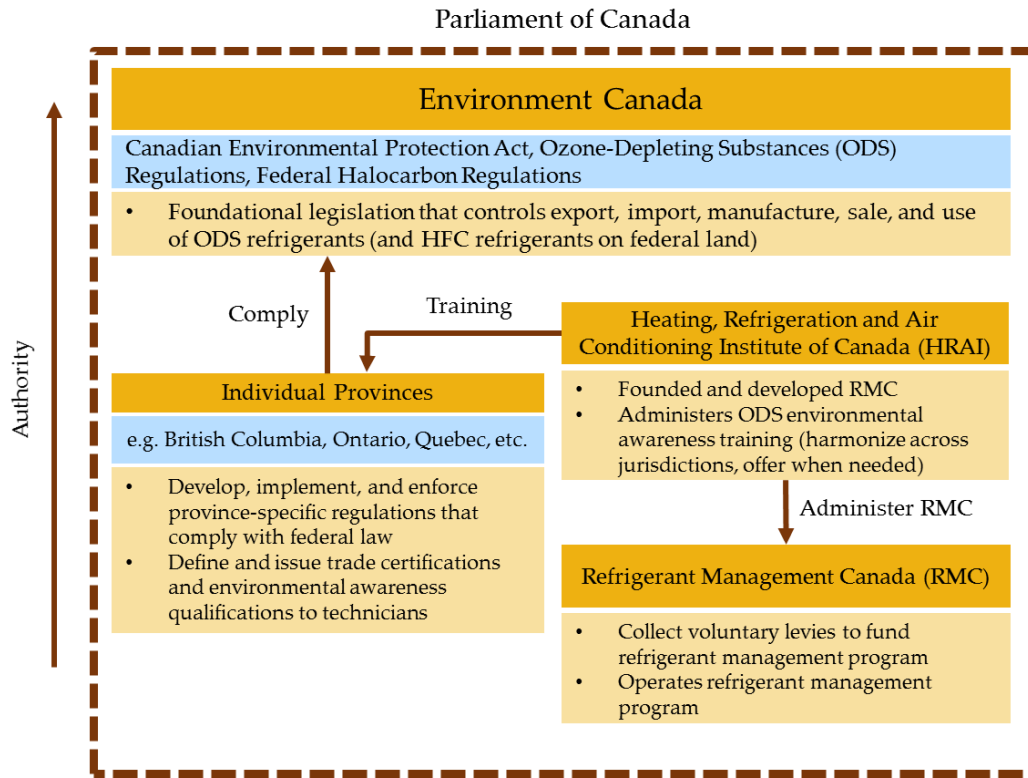 Parliament of Canada
Environment Canada
Canadian Environmental Protection Act, Ozone-Depleting Substances (ODS)
Regulations, Federal Halocarbon Regulations
• Foundational legislation that controls export, import, manufacture, sale, and use
of ODS refrigerants (and HFC refrigerants on federal land)
Authority
Comply
Training
Individual Provinces
e.g. British Columbia, Ontario, Quebec, etc.
• Develop, implement, and enforce
province-specific regulations that
comply with federal law
• Define and issue trade certifications
and environmental awareness
qualifications to technicians
Heating, Refrigeration and Air
Conditioning Institute of Canada (HRAI)
• Founded and developed RMC
• Administers ODS environmental
awareness training (harmonize across
jurisdictions, offer when needed)
Administer RMC
Refrigerant Management Canada (RMC)
• Collect voluntary levies to fund
refrigerant management program
• Operates refrigerant management
program